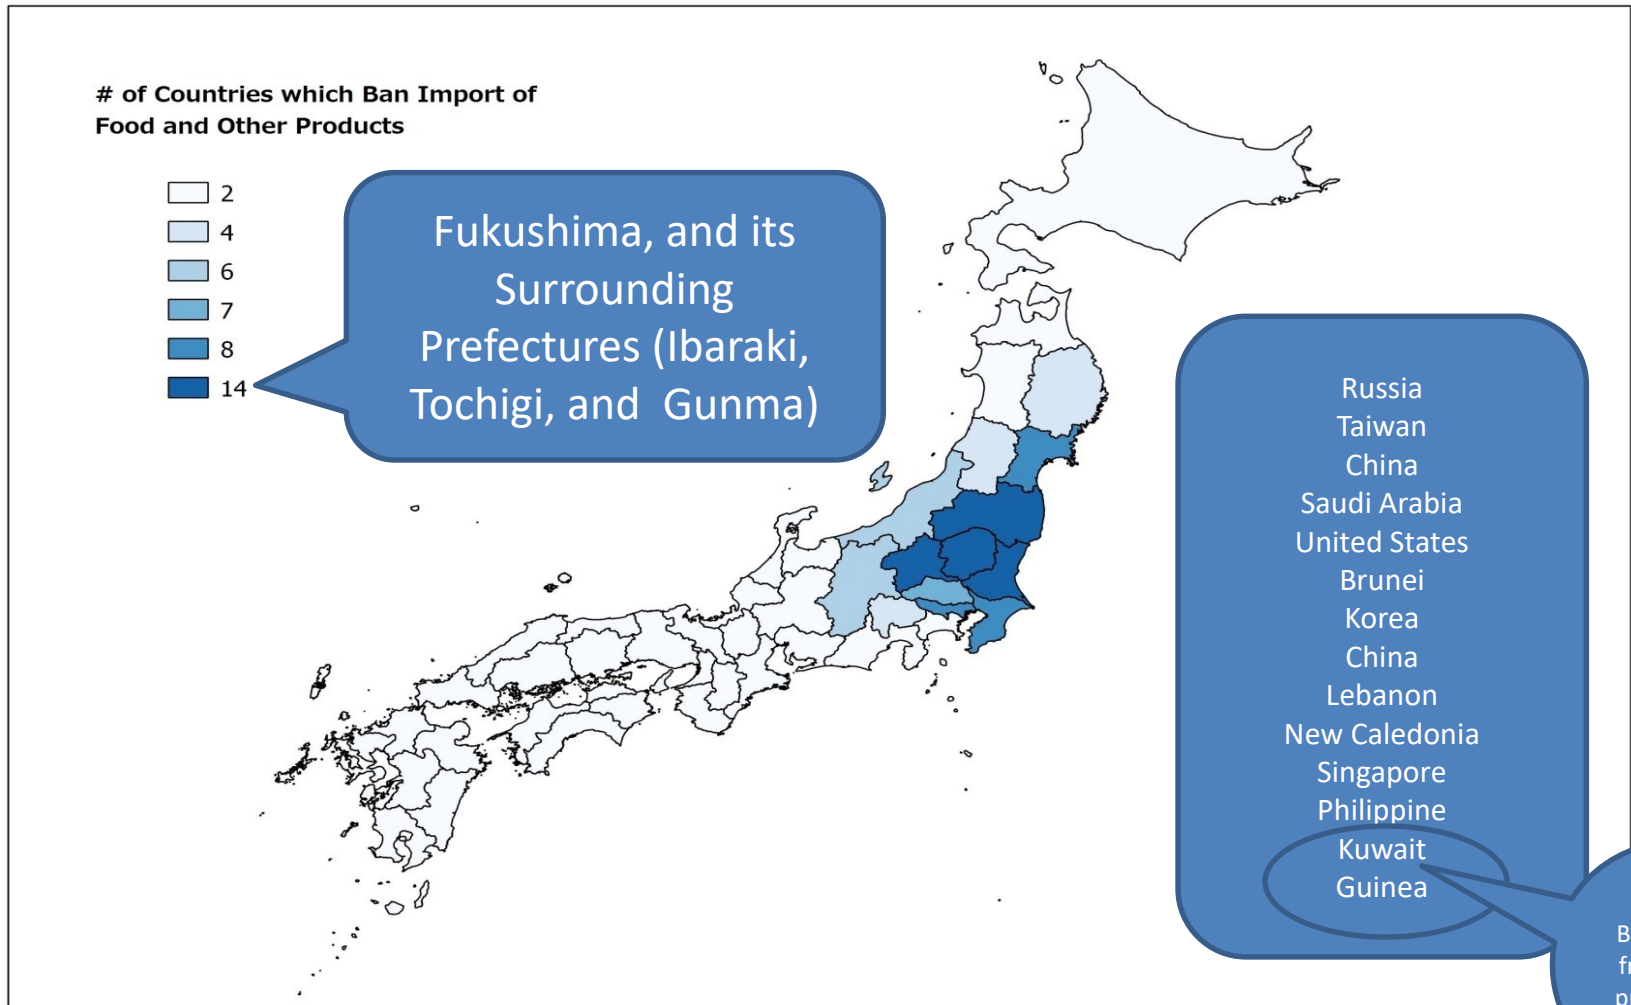 # of Countries which Ban Import of
Food and Other Products
2
4
6
7
8
14
Fukushima, and its
Surrounding
Prefectures (Ibaraki,
Tochigi, and Gunma)
Russia
Taiwan
China
Saudi Arabia
United States
Brunei
Korea
China
Lebanon
New Caledonia
Singapore
Philippine
Kuwait
Guinea